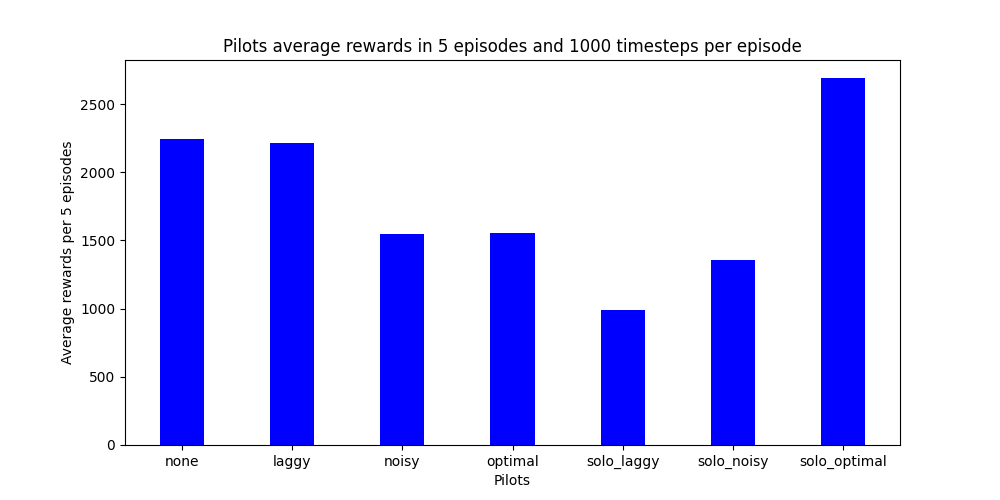 Pilots average rewards in 5 episodes and 1000 timesteps per episode
Average rewards per 5 episodes
2500
2000
1500
1000
500
0
none laggy noisy optimal solo_laggy solo_noisy solo_optimal
Pilots